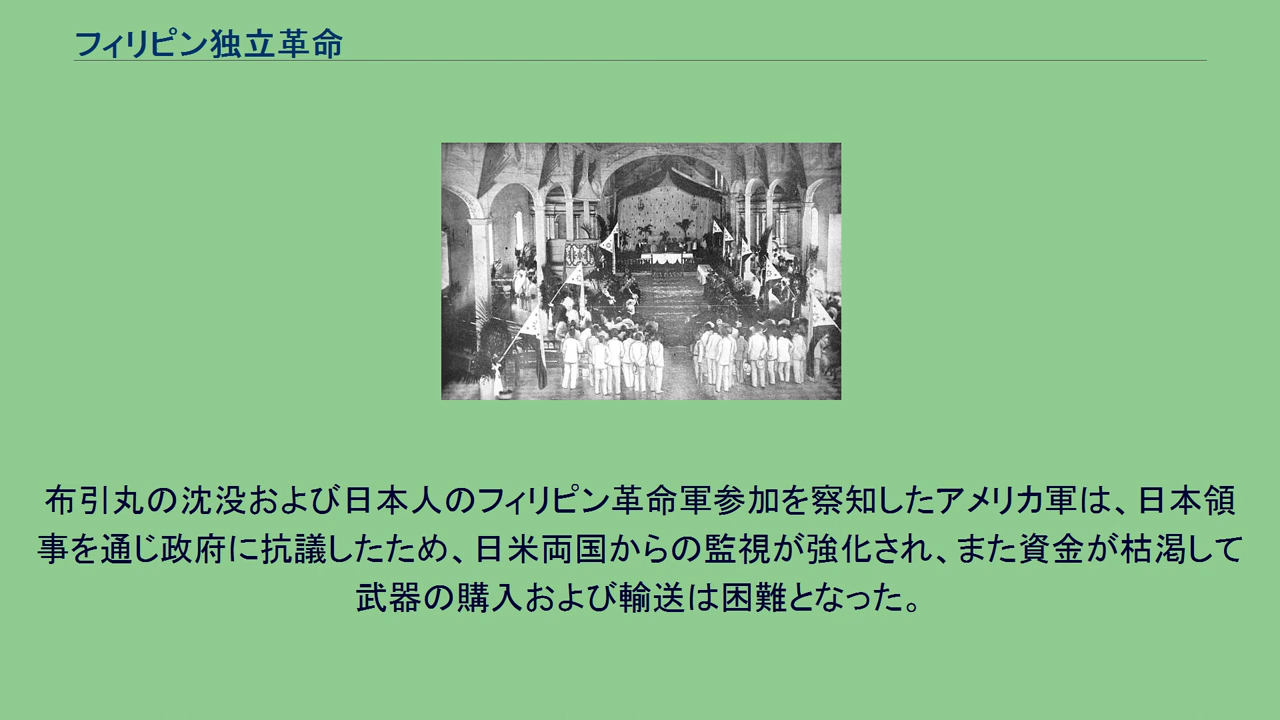 フィリピン独立革命
布引丸の沈没および日本人のフィリピン革命軍参加を察知したアメリカ軍は、日本領
事を通じ政府に抗議したため、日米両国からの監視が強化され、また資金が枯渇して
武器の購入および輸送は困難となった。